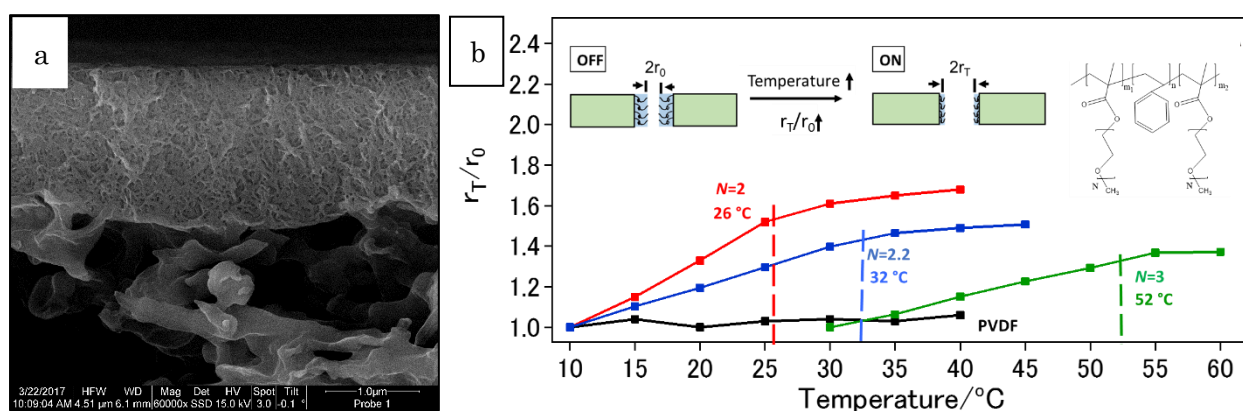 a
3/22/2017 HFW WD Mag Det HV Spot Tilt 1.0µm
10:09:04 AM 4.51 µm 6.1 mm 60000x SSD 15.0 kV 3.0 -0.1 ° Probe 1
b
rT/r0
2.4
2.2
2.0
1.8
1.6
1.4
1.2
1.0
OFF
2r0
Temperature
rT/r0
ON
2rT
m1
n
m2
O
O
O
O
O
O
N
CH3
N
CH3
N=2
26 °C
N=2.2
32 °C
N=3
52 °C
PVDF
10 15 20 25 30 35 40 45 50 55 60
Temperature/°C